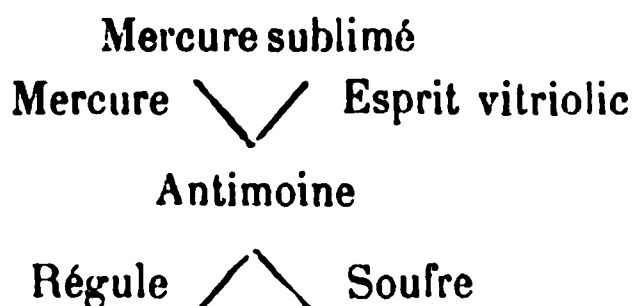 Mercure sublimé
Mercure Esprit vitriolic
Antimoine
Régule Soufre